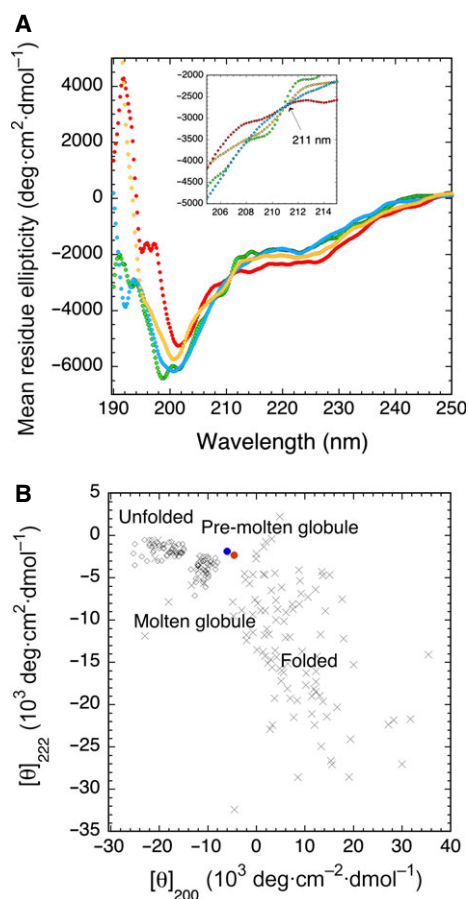 A
Mean residue ellipticity (deg·cm²·dmol⁻¹)
4000
2000
0
−2000
−4000
−6000
−2000
−2500
−3000
−3500
−4000
−4500
−5000
211 nm
206 208 210 212 214
190 200 210 220 230 240 250
Wavelength (nm)
B
[θ]222 (10³ deg·cm⁻²·dmol⁻¹)
5
0
−5
−10
−15
−20
−25
−30
−35
Unfolded
Pre-molten globule
Molten globule
Folded
−30 −20 −10 0 10 20 30 40
[θ]200 (10³ deg·cm⁻²·dmol⁻¹)